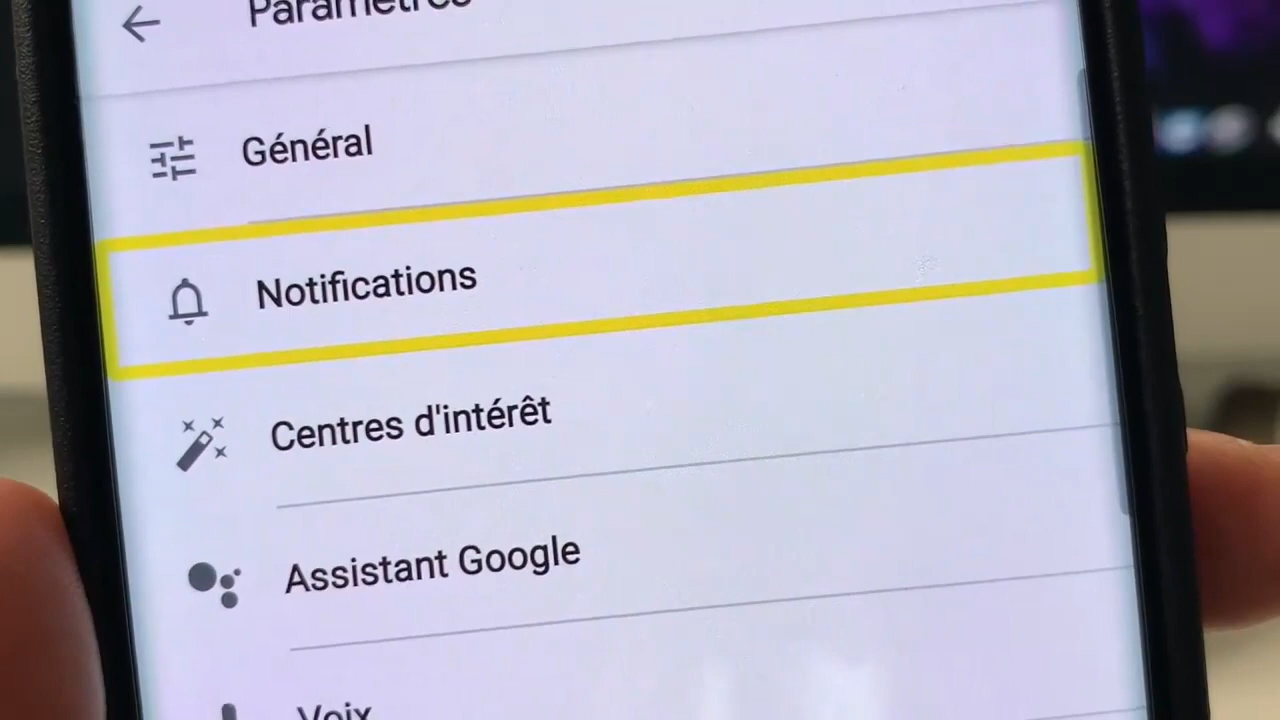 Paramètres
Général
Notifications
Centres d'intérêt
Assistant Google
Voix